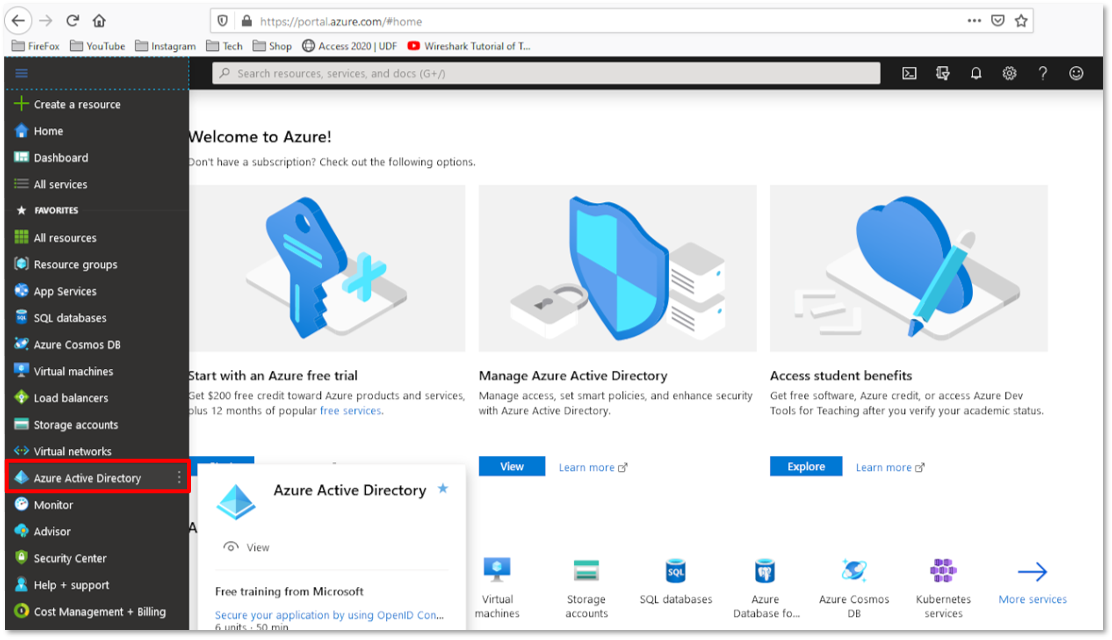 https://portal.azure.com/#home
FireFox YouTube Instagram Tech Shop Access 2020 | UDF Wireshark Tutorial of T...
Search resources, services, and docs (G+/)
Create a resource
Home
Dashboard
All services
FAVORITES
All resources
Resource groups
App Services
SQL databases
Azure Cosmos DB
Virtual machines
Load balancers
Storage accounts
Virtual networks
Azure Active Directory
Monitor
Advisor
Security Center
Help + support
Cost Management + Billing
Welcome to Azure!
Don't have a subscription? Check out the following options.
Start with an Azure free trial
Get $200 free credit toward Azure products and services,
plus 12 months of popular free services.
Manage Azure Active Directory
Manage access, set smart policies, and enhance security
with Azure Active Directory.
View Learn more
Access student benefits
Get free software, Azure credit, or access Azure Dev
Tools for Teaching after you verify your academic status.
Explore Learn more
A
Azure Active Directory
View
Free training from Microsoft
Secure your application by using OpenID Con...
6 units · 50 min
Virtual
machines
Storage
accounts
SQL databases
Azure
Database fo...
Azure Cosmos
DB
Kubernetes
services
More services